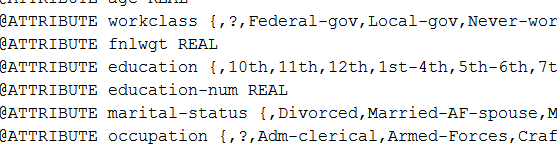 @ATTRIBUTE age REAL
@ATTRIBUTE workclass {,?,Federal-gov,Local-gov,Never-wor
@ATTRIBUTE fnlwgt REAL
@ATTRIBUTE education {,10th,11th,12th,1st-4th,5th-6th,7t
@ATTRIBUTE education-num REAL
@ATTRIBUTE marital-status {,Divorced,Married-AF-spouse,M
@ATTRIBUTE occupation {,?,Adm-clerical,Armed-Forces,Craf